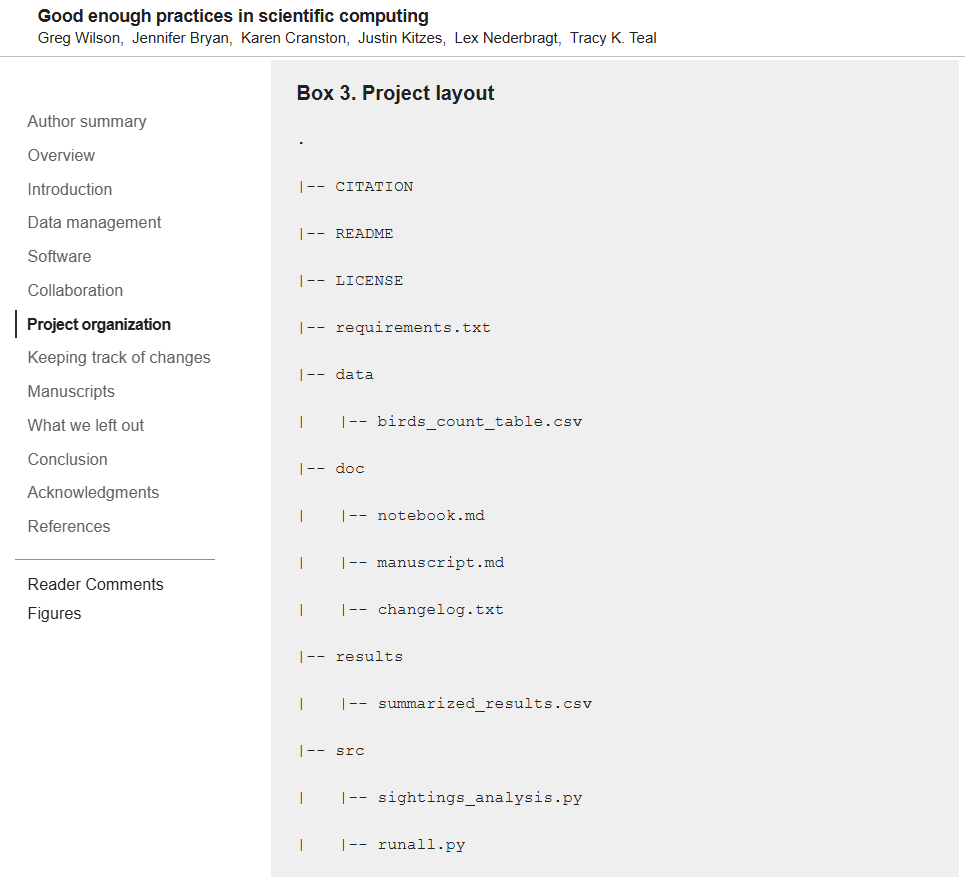 Good enough practices in scientific computing
Greg Wilson, Jennifer Bryan, Karen Cranston, Justin Kitzes, Lex Nederbragt, Tracy K. Teal
Author summary
Overview
Introduction
Data management
Software
Collaboration
Project organization
Keeping track of changes
Manuscripts
What we left out
Conclusion
Acknowledgments
References
Reader Comments
Figures
Box 3. Project layout
.
|-- CITATION
|-- README
|-- LICENSE
|-- requirements.txt
|-- data
|   |-- birds_count_table.csv
|-- doc
|   |-- notebook.md
|   |-- manuscript.md
|   |-- changelog.txt
|-- results
|   |-- summarized_results.csv
|-- src
|   |-- sightings_analysis.py
|   |-- runall.py